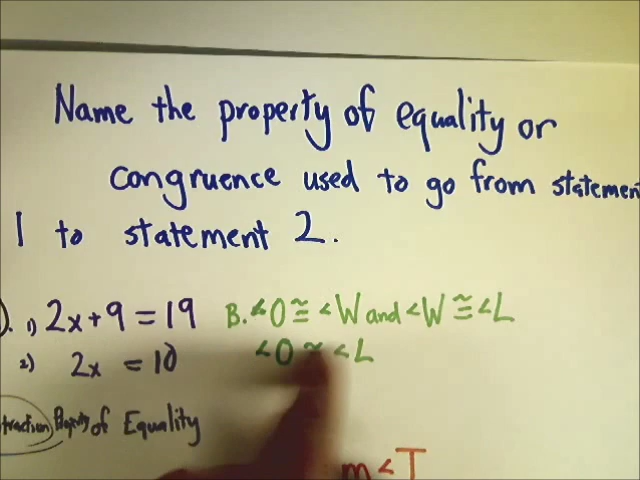 Name the property of equality or
congruence used to go from statement
1 to statement 2.
). 1) 2x+9=19
2) 2x = 10
Property of Equality
B. <O ≅ <W and <W ≅ <L
<O ≅ <L
m<T